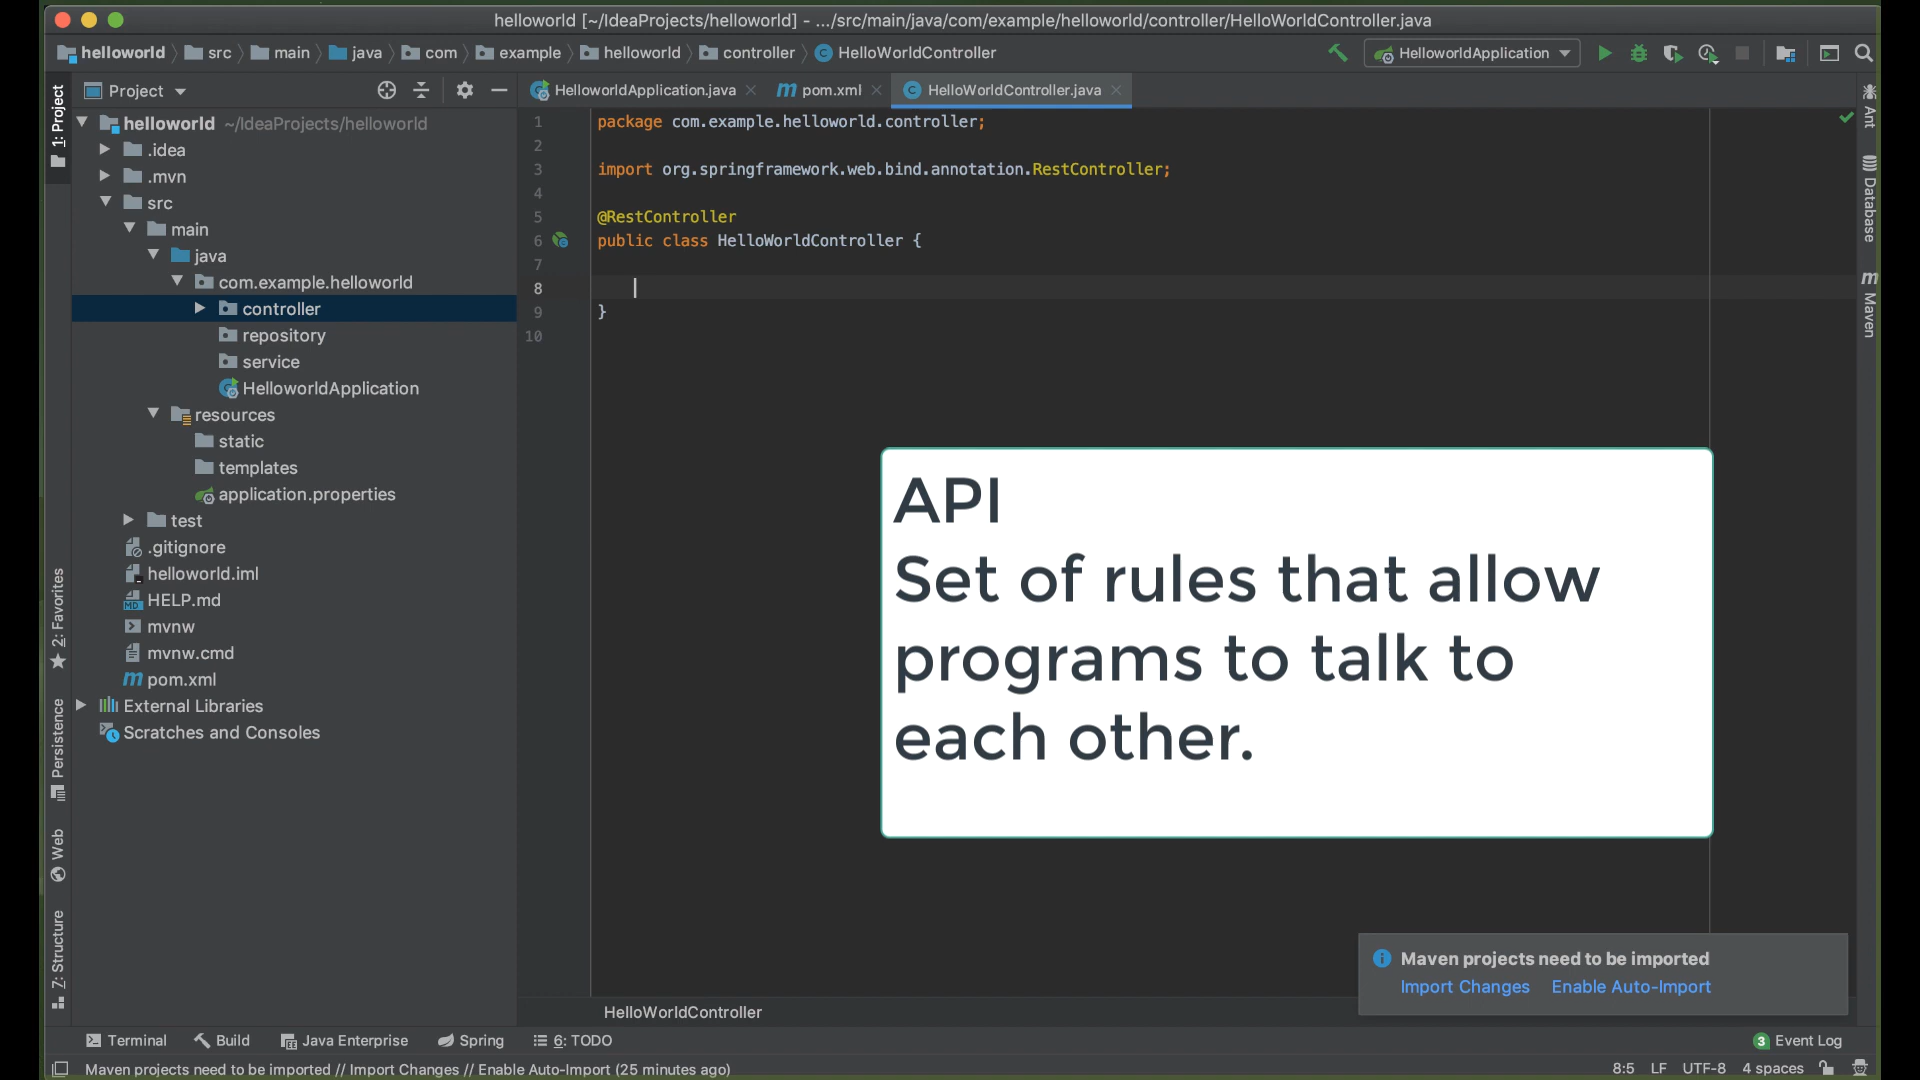 helloworld [~/IdeaProjects/helloworld] - .../src/main/java/com/example/helloworld/controller/HelloWorldController.java
helloworld src main java com example helloworld controller HelloWorldController
HelloworldApplication
Project
HelloworldApplication.java
pom.xml
HelloWorldController.java
1: Project
2: Favorites
Persistence
Web
7: Structure
helloworld ~/IdeaProjects/helloworld
.idea
.mvn
src
main
java
com.example.helloworld
controller
repository
service
HelloworldApplication
resources
static
templates
application.properties
test
.gitignore
helloworld.iml
HELP.md
mvnw
mvnw.cmd
pom.xml
External Libraries
Scratches and Consoles
1 package com.example.helloworld.controller;
2
3 import org.springframework.web.bind.annotation.RestController;
4
5 @RestController
6 public class HelloWorldController {
7
8
9 }
10
Ant
Database
Maven
API
Set of rules that allow
programs to talk to
each other.
Maven projects need to be imported
Import Changes Enable Auto-Import
HelloWorldController
Terminal Build Java Enterprise Spring 6: TODO
3 Event Log
Maven projects need to be imported // Import Changes // Enable Auto-Import (25 minutes ago)
8:5 LF UTF-8 4 spaces